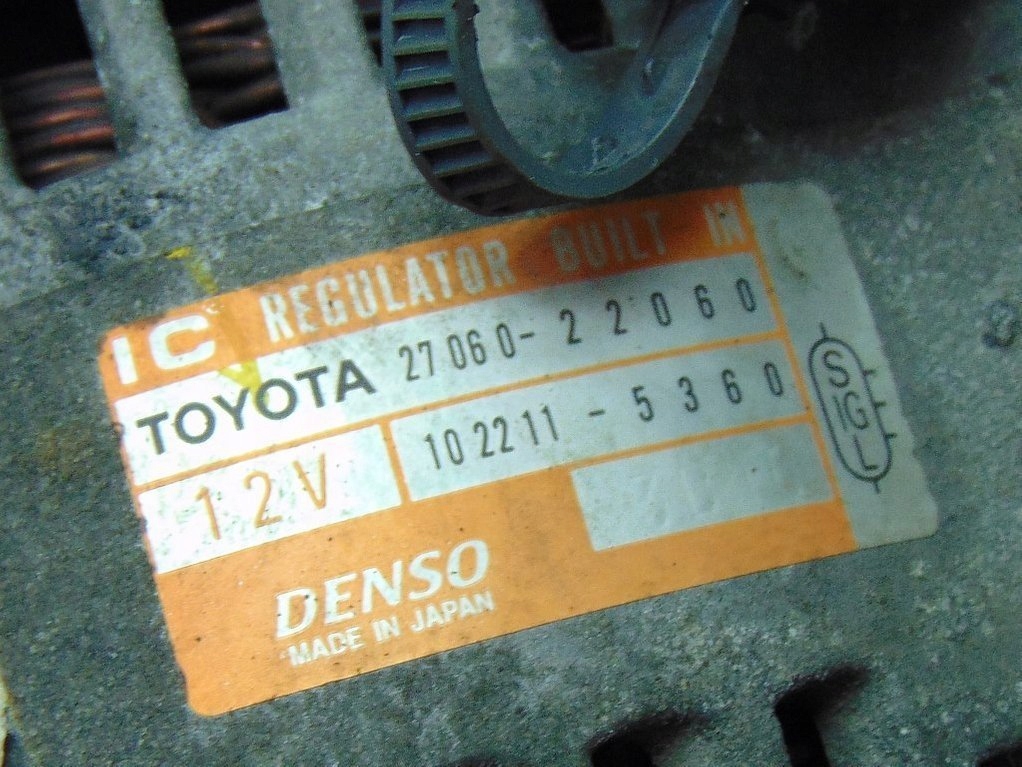 IC REGULATOR BUILT IN
TOYOTA 27060-22060
12V 102211-5360
DENSO
MADE IN JAPAN
S
IG
L